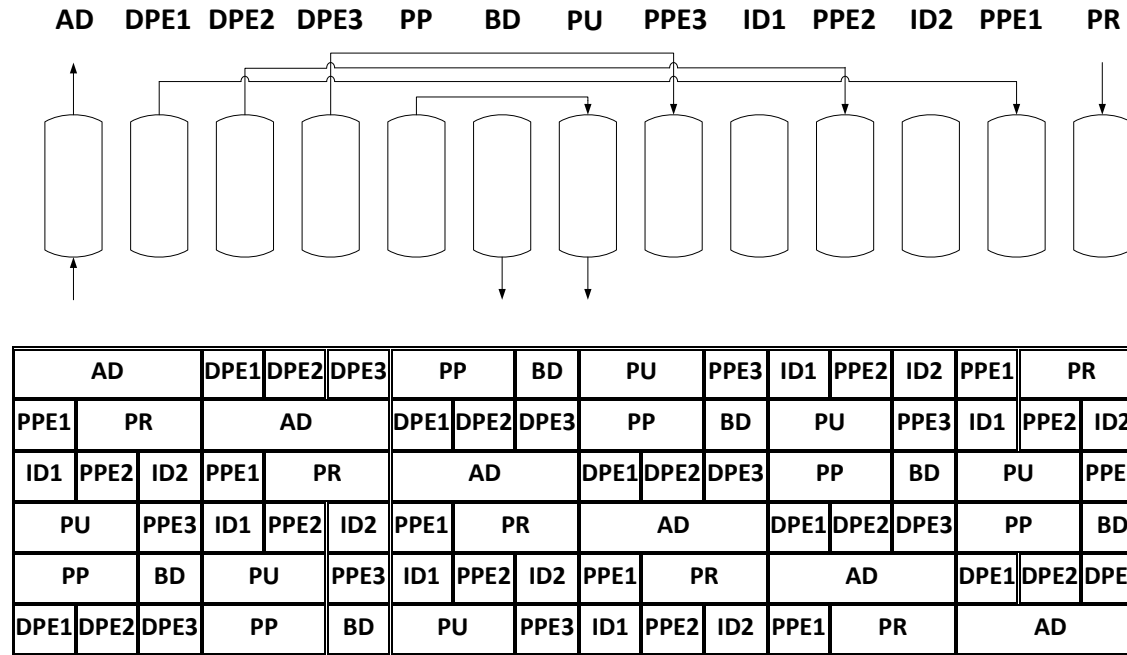 AD DPE1 DPE2 DPE3 PP BD PU PPE3 ID1 PPE2 ID2 PPE1 PR
AD DPE1 DPE2 DPE3 PP BD PU PPE3 ID1 PPE2 ID2 PPE1 PR
PPE1 PR AD DPE1 DPE2 DPE3 PP BD PU PPE3 ID1 PPE2 ID2
ID1 PPE2 ID2 PPE1 PR AD DPE1 DPE2 DPE3 PP BD PU PPE
PU PPE3 ID1 PPE2 ID2 PPE1 PR AD DPE1 DPE2 DPE3 PP BD
PP BD PU PPE3 ID1 PPE2 ID2 PPE1 PR AD DPE1 DPE2 DPE
DPE1 DPE2 DPE3 PP BD PU PPE3 ID1 PPE2 ID2 PPE1 PR AD